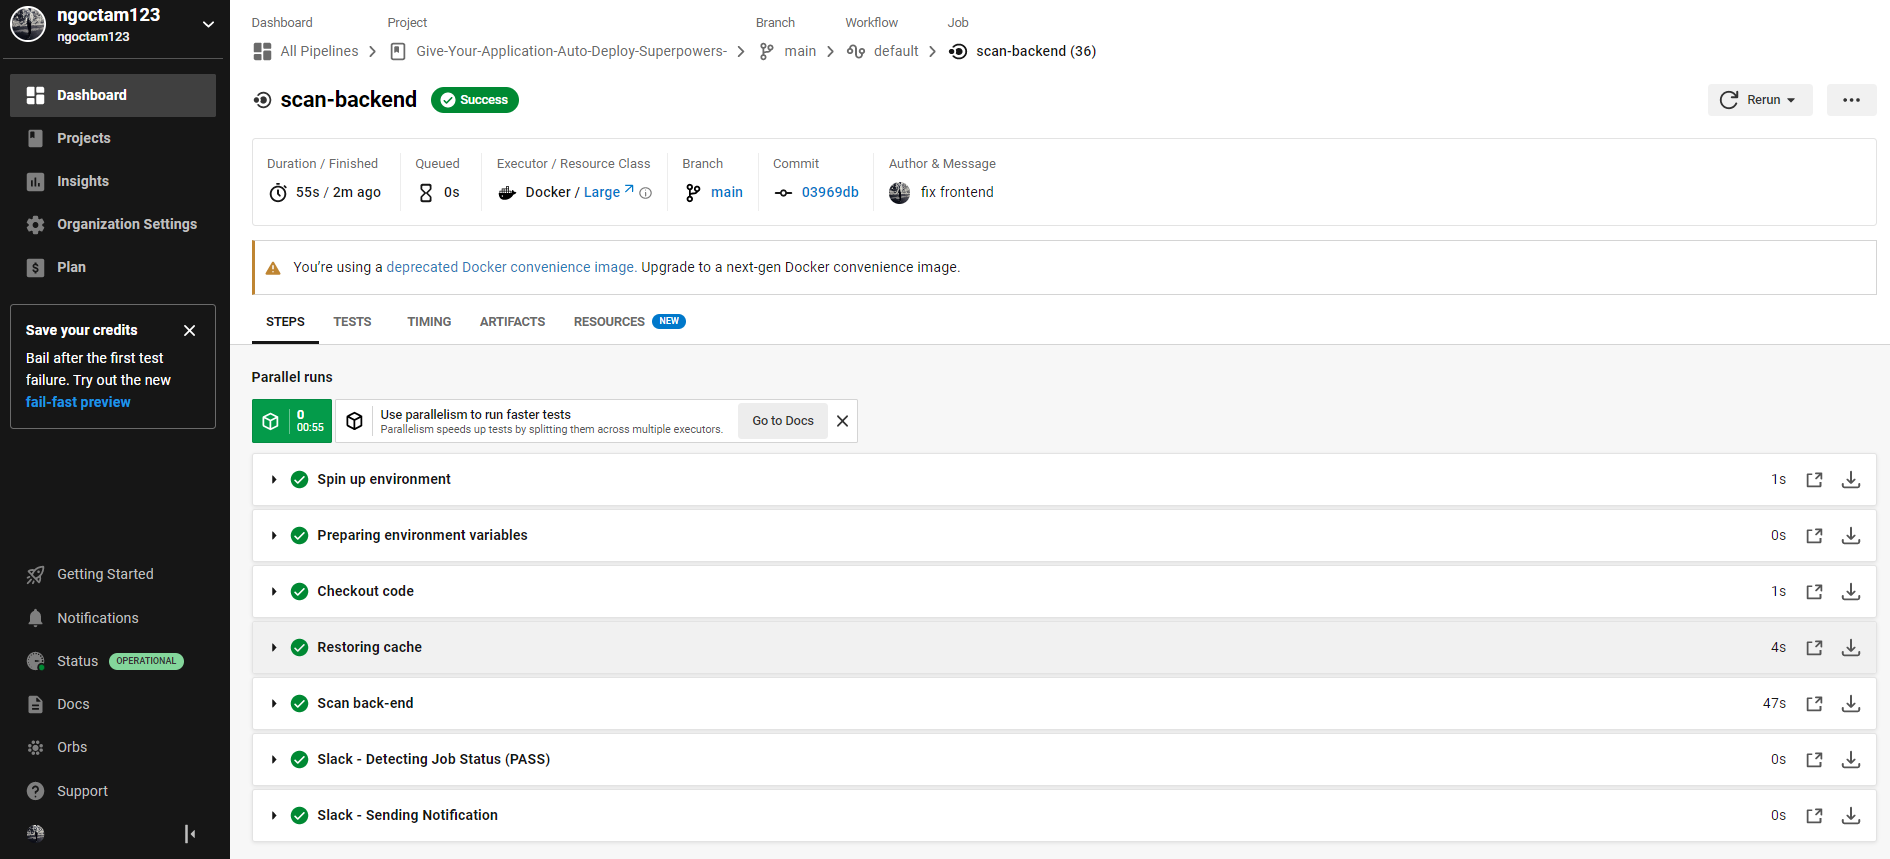 ngoctam123
ngoctam123
Dashboard
Projects
Insights
Organization Settings
Plan
Save your credits
Bail after the first test
failure. Try out the new
fail-fast preview
Getting Started
Notifications
Status OPERATIONAL
Docs
Orbs
Support
Dashboard Project Branch Workflow Job
All Pipelines Give-Your-Application-Auto-Deploy-Superpowers- main default scan-backend (36)
scan-backend Success
Rerun
Duration / Finished Queued Executor / Resource Class Branch Commit Author & Message
55s / 2m ago 0s Docker / Large main 03969db fix frontend
You’re using a deprecated Docker convenience image. Upgrade to a next-gen Docker convenience image.
STEPS TESTS TIMING ARTIFACTS RESOURCES NEW
Parallel runs
0
00:55
Use parallelism to run faster tests
Parallelism speeds up tests by splitting them across multiple executors.
Go to Docs
Spin up environment 1s
Preparing environment variables 0s
Checkout code 1s
Restoring cache 4s
Scan back-end 47s
Slack - Detecting Job Status (PASS) 0s
Slack - Sending Notification 0s